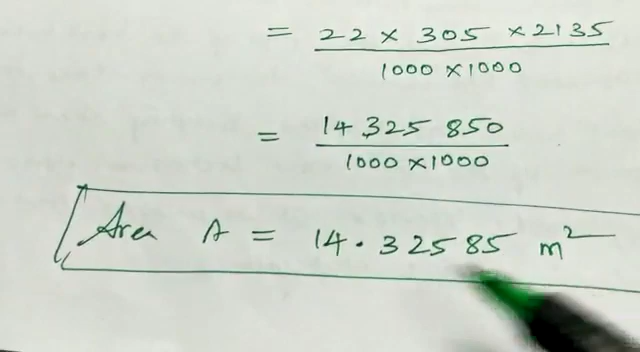 = 22 × 305 × 2135
1000 × 1000
= 14,325 850
1000 × 1000
Area A = 14.32585 m²